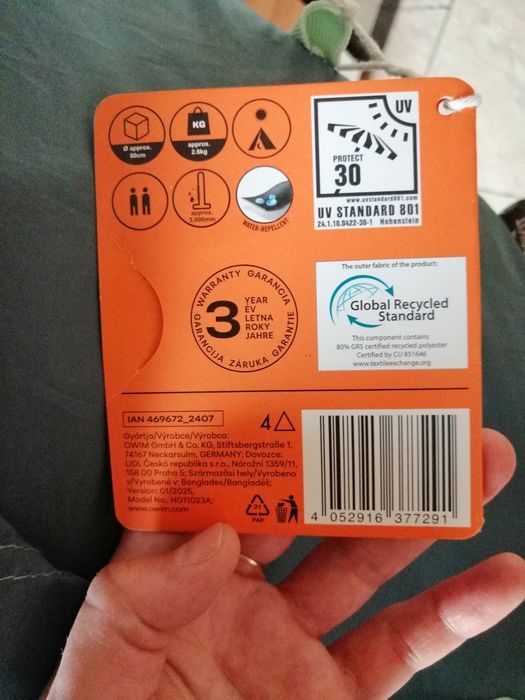 Ø approx.
80cm
KG
approx.
2.6kg
approx.
3,000mm
WATER-REPELLENT
UV
PROTECT
30
www.uvstandard801.com
UV STANDARD 801
24.1.10.0422-30-1 Hohenstein
WARRANTY GARANCIA
GARANCIJA ZÁRUKA GARANTIE
3
YEAR
EV
LETNA
ROKY
JAHRE
The outer fabric of the product:
Global Recycled
Standard
This component contains
80% GRS certified recycled polyester
Certified by CU 851646
www.textileexchange.org
IAN 469672_2407
Gyártja/Výrobce/Výrobca:
OWIM GmbH & Co. KG, Stiftsbergstraße 1,
74167 Neckarsulm, GERMANY; Dovozce:
LIDL Česká republika s.r.o., Nárožní 1359/11,
158 00 Praha 5; Származási hely/Vyrobeno
v/Vyrobené v: Banglades/Bangladéš;
Version: 01/2025,
Model No.: HG11023A;
www.owim.com
4
21
PAP
4 052916 377291